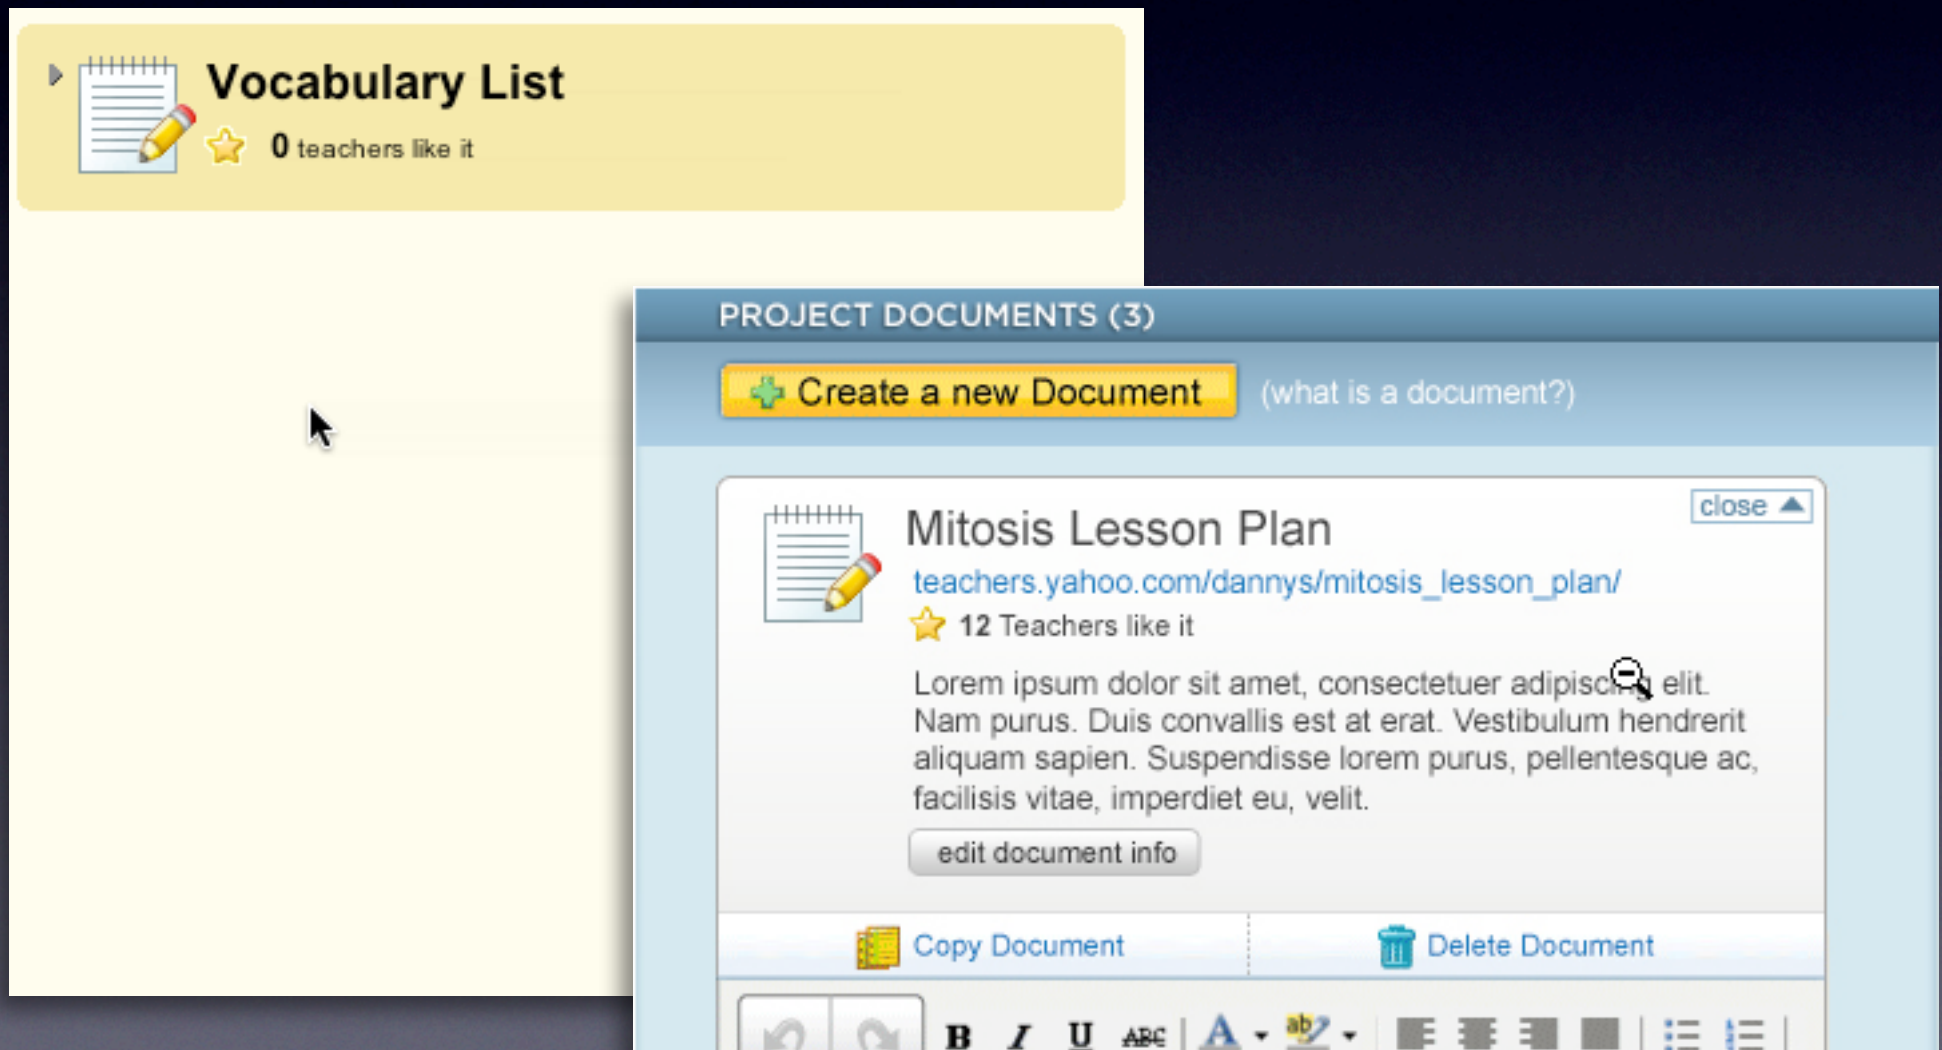 Vocabulary List
0 teachers like it
PROJECT DOCUMENTS (3)
Create a new Document (what is a document?)
close
Mitosis Lesson Plan
teachers.yahoo.com/dannys/mitosis_lesson_plan/
12 Teachers like it
Lorem ipsum dolor sit amet, consectetuer adipiscing elit.
Nam purus. Duis convallis est at erat. Vestibulum hendrerit
aliquam sapien. Suspendisse lorem purus, pellentesque ac,
facilisis vitae, imperdiet eu, velit.
edit document info
Copy Document Delete Document
B I U ABC A ab